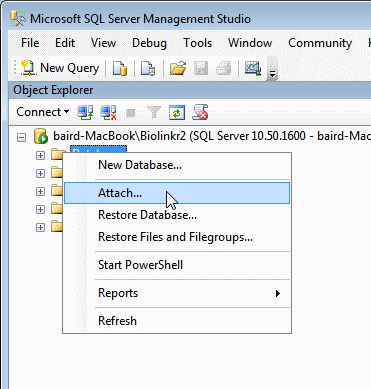 Microsoft SQL Server Management Studio
File Edit View Debug Tools Window Community
New Query
Object Explorer
Connect
baird-MacBook\Biolinkr2 (SQL Server 10.50.1600 - baird-Mac
New Database...
Attach...
Restore Database...
Restore Files and Filegroups...
Start PowerShell
Reports
Refresh